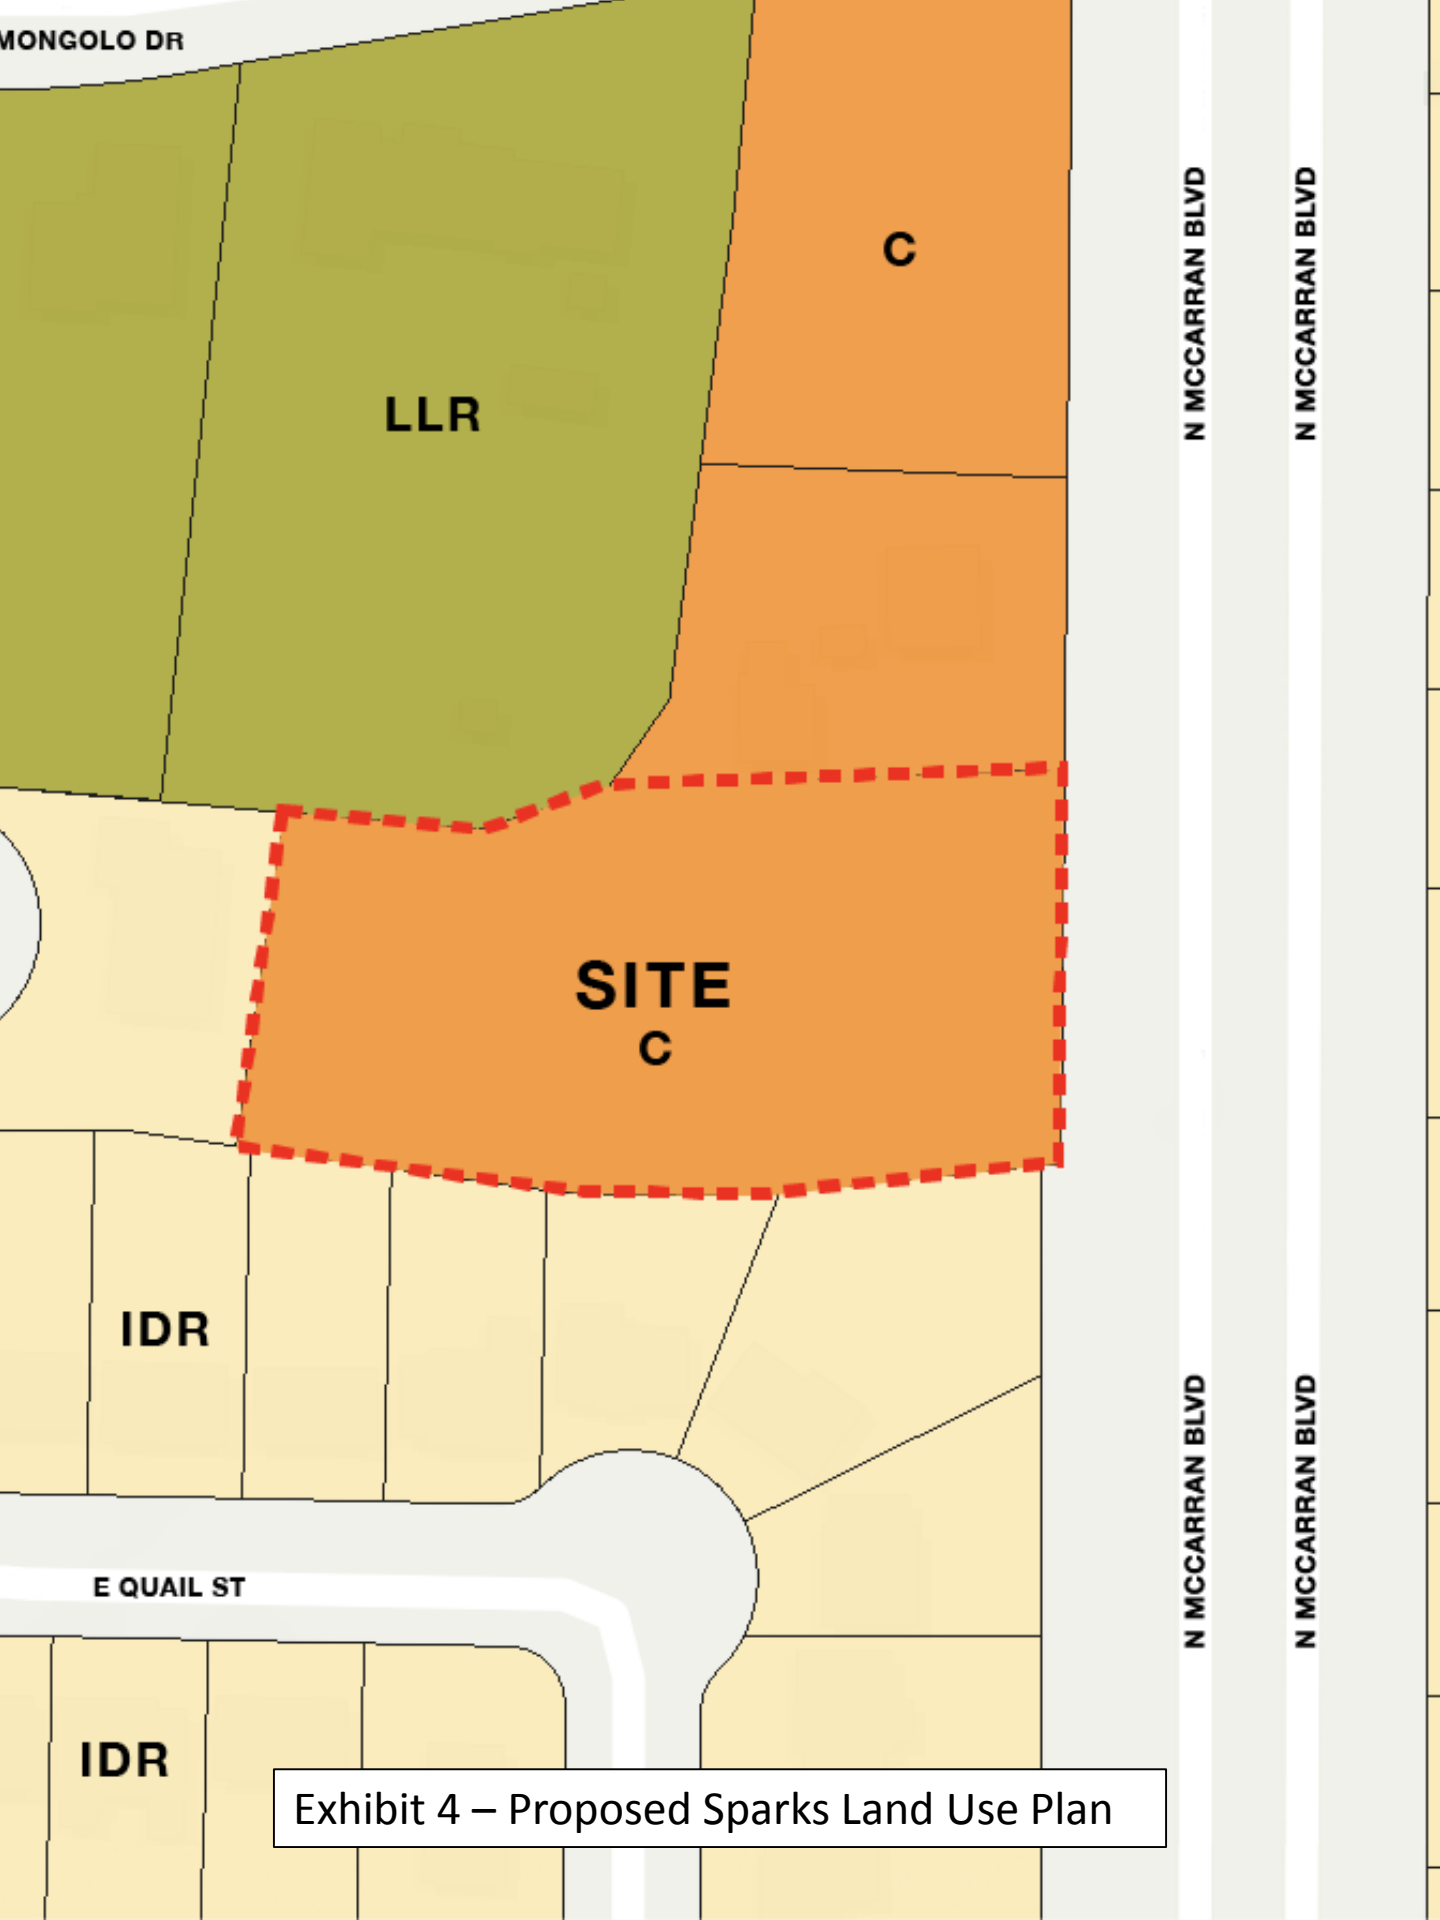 MONGOLO DR
C
N MCCARRAN BLVD
N MCCARRAN BLVD
LLR
SITE
C
IDR
N MCCARRAN BLVD
N MCCARRAN BLVD
E QUAIL ST
IDR
Exhibit 4 – Proposed Sparks Land Use Plan